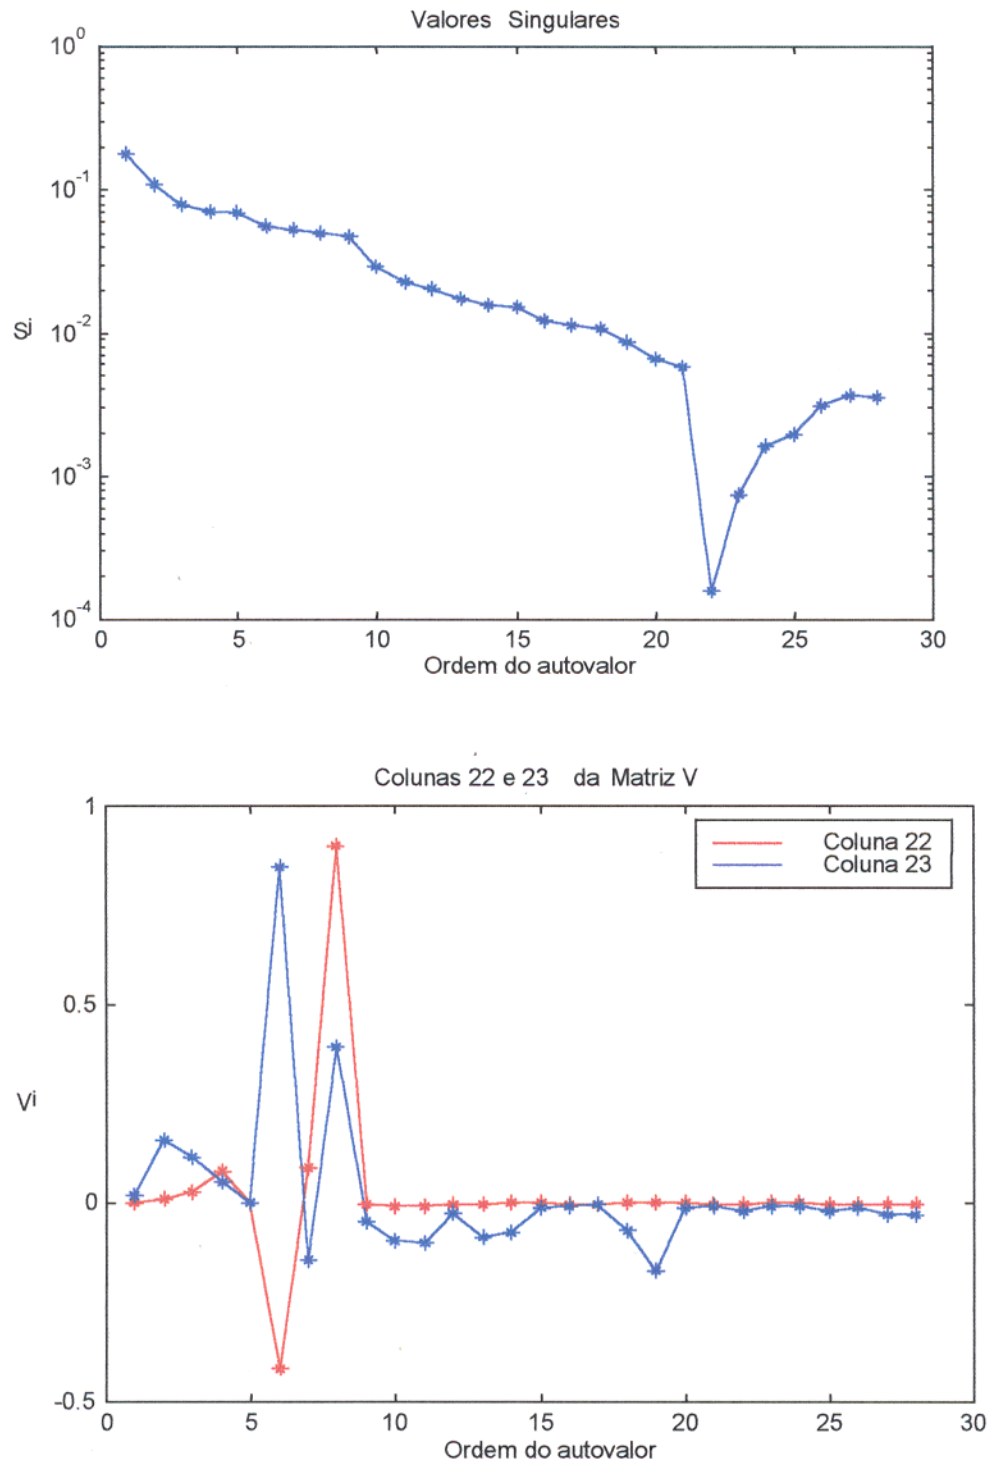 Valores Singulares
10^0
10^-1
10^-2
10^-3
10^-4
Sj
0 5 10 15 20 25 30
Ordem do autovalor
Colunas 22 e 23 da Matriz V
1
0.5
0
-0.5
Vi
Coluna 22
Coluna 23
0 5 10 15 20 25 30
Ordem do autovalor